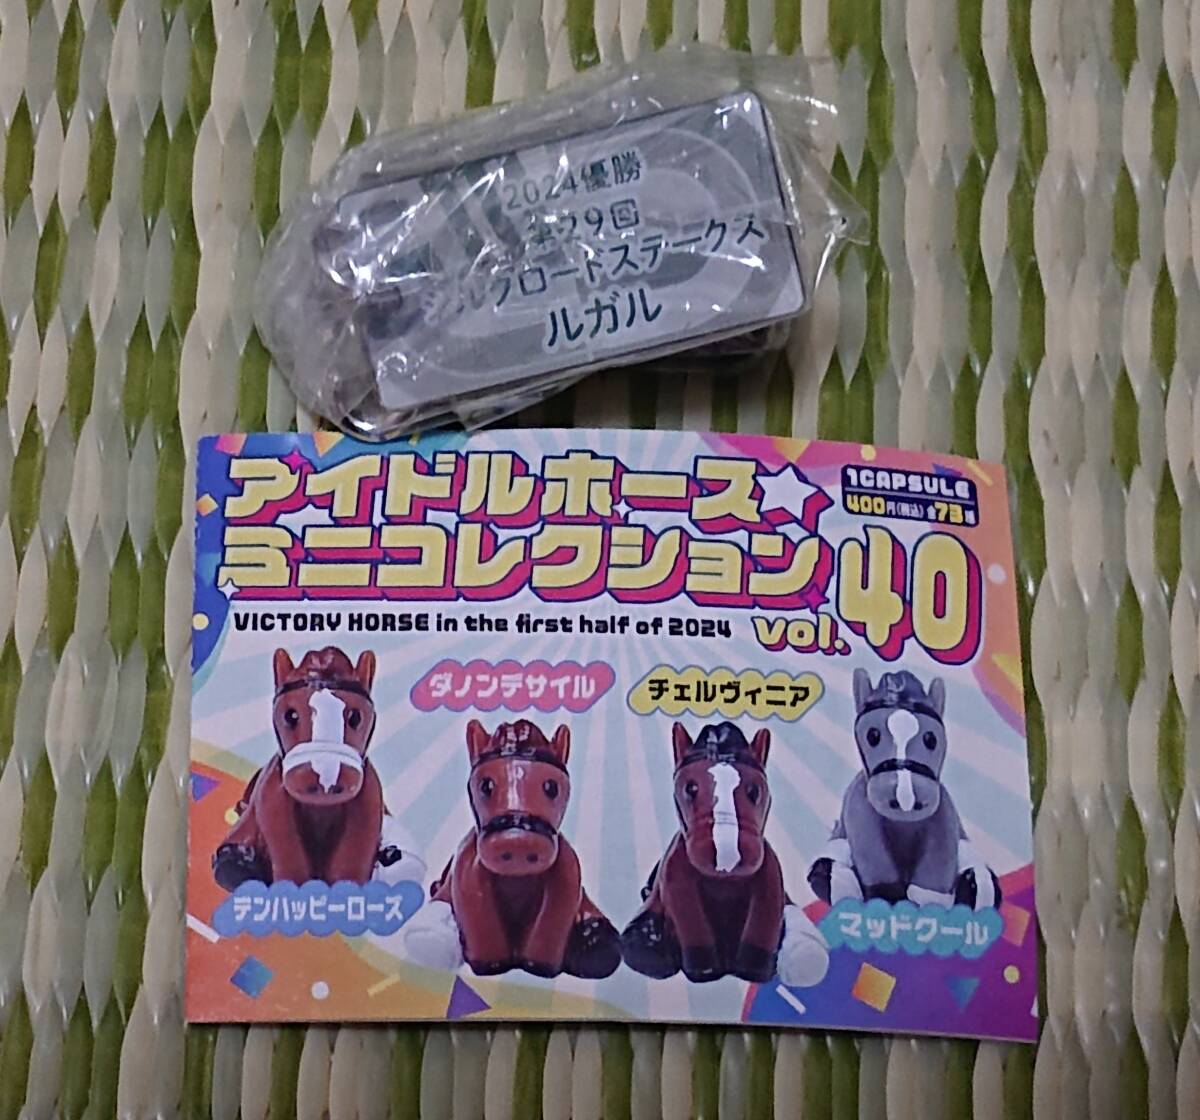 2024優勝
第29回
シルクロードステークス
ルガル
アイドルホース
ミニコレクション
vol.40
1CAPSULE
400円(税込) 全73種
VICTORY HORSE in the first half of 2024
ダノンデサイル
チェルヴィニア
テンハッピーローズ
マッドクール